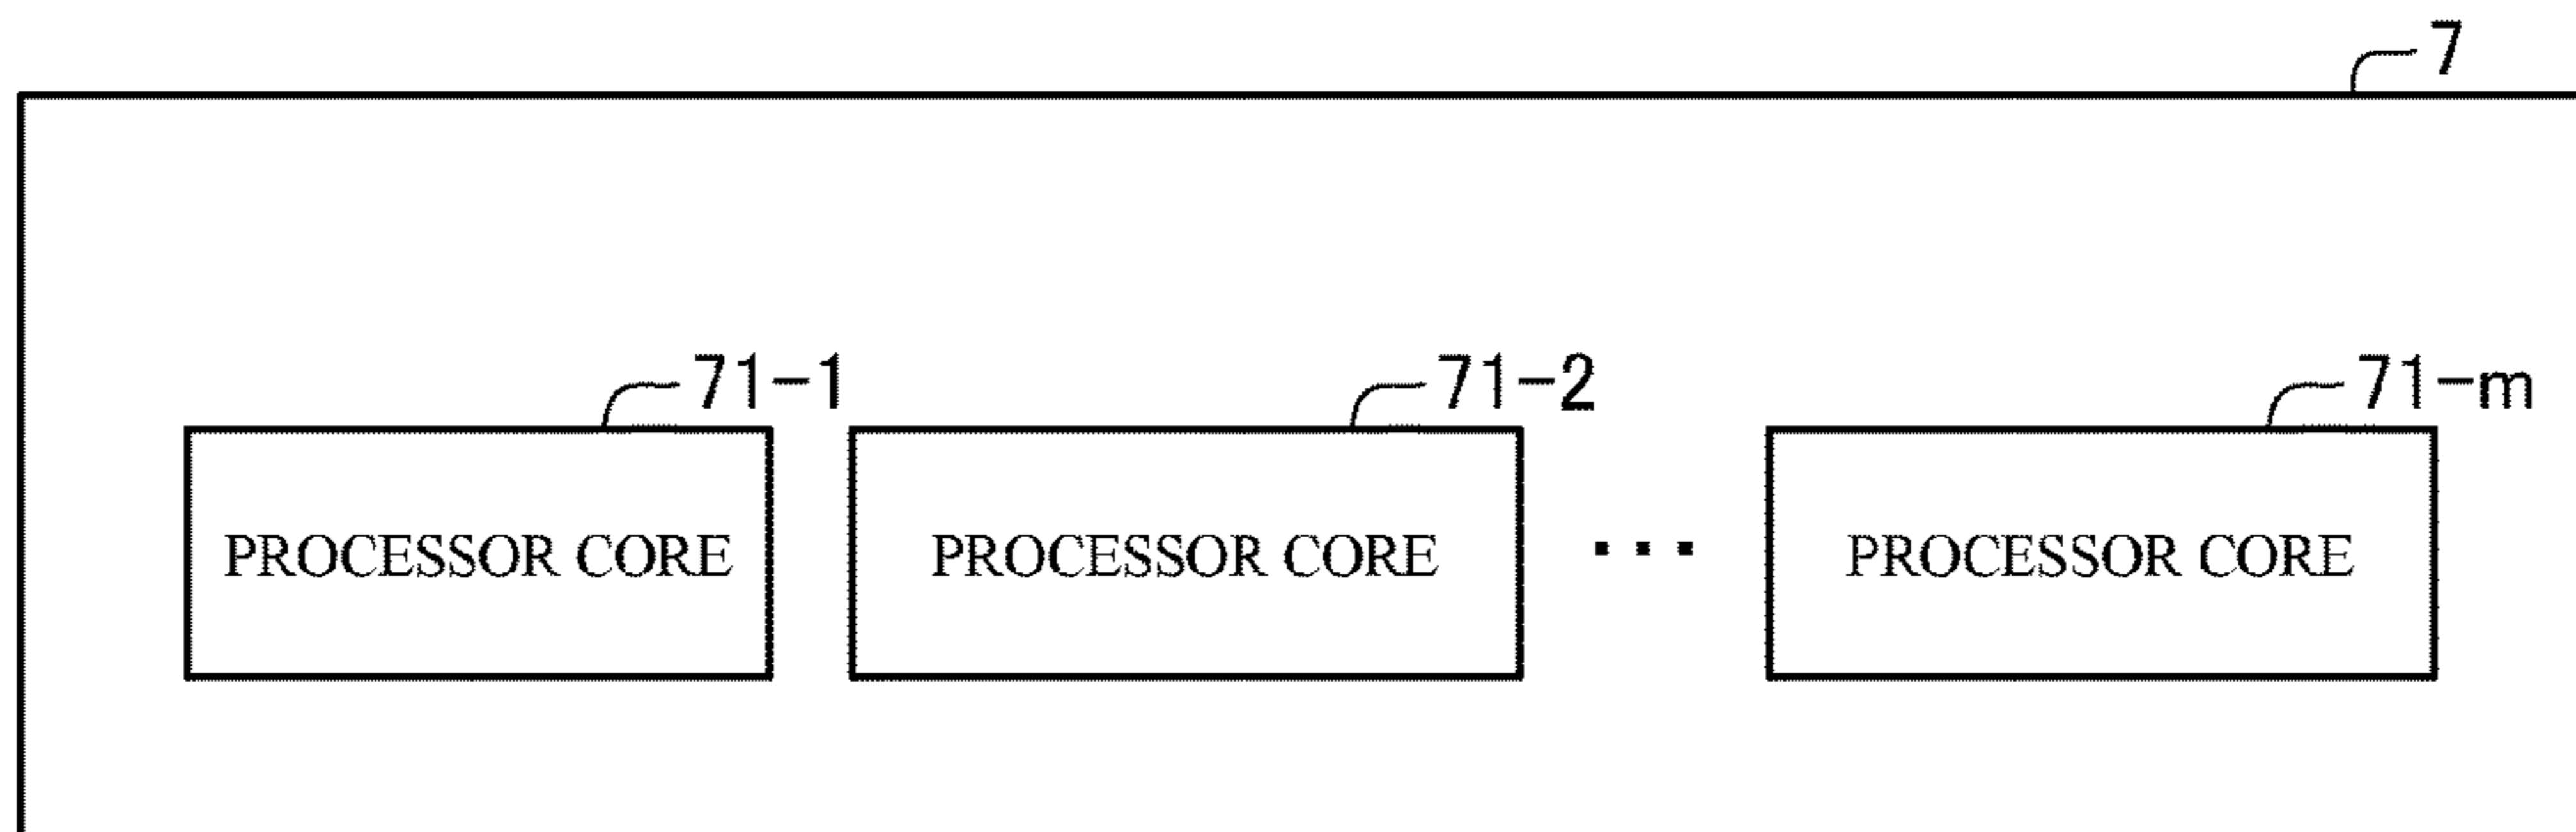 7
71-1 71-2 71-m
PROCESSOR CORE PROCESSOR CORE ... PROCESSOR CORE